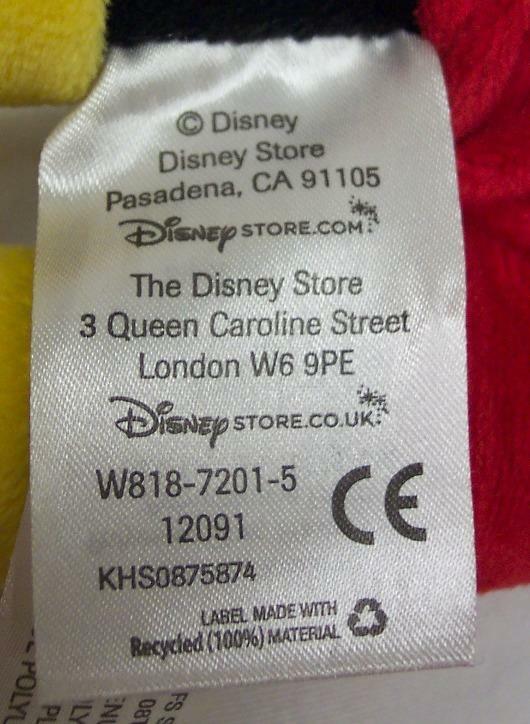 © Disney
Disney Store
Pasadena, CA 91105
Disney STORE.COM
The Disney Store
3 Queen Caroline Street
London W6 9PE
Disney STORE.CO.UK
W818-7201-5
12091
KHS0875874
CE
LABEL MADE WITH
Recycled (100%) MATERIAL